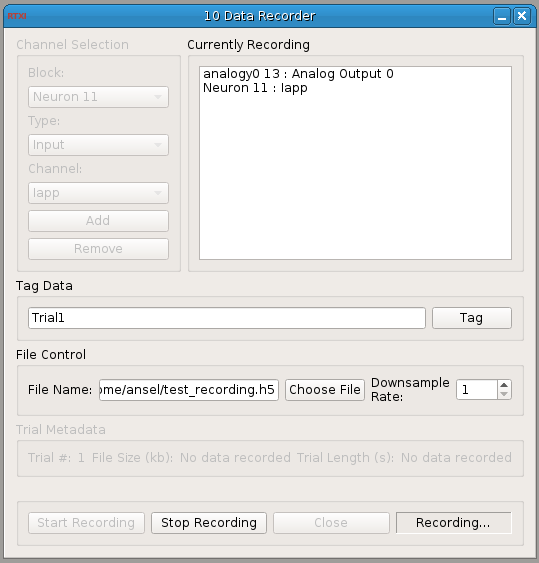 RTXI
10 Data Recorder
Channel Selection
Block:
Neuron 11
Type:
Input
Channel:
Iapp
Add
Remove
Currently Recording
analogy0 13 : Analog Output 0
Neuron 11 : Iapp
Tag Data
Trial1
Tag
File Control
File Name:
ome/ansel/test_recording.h5
Choose File
Downsample
Rate:
1
Trial Metadata
Trial #: 1 File Size (kb): No data recorded Trial Length (s): No data recorded
Start Recording
Stop Recording
Close
Recording...